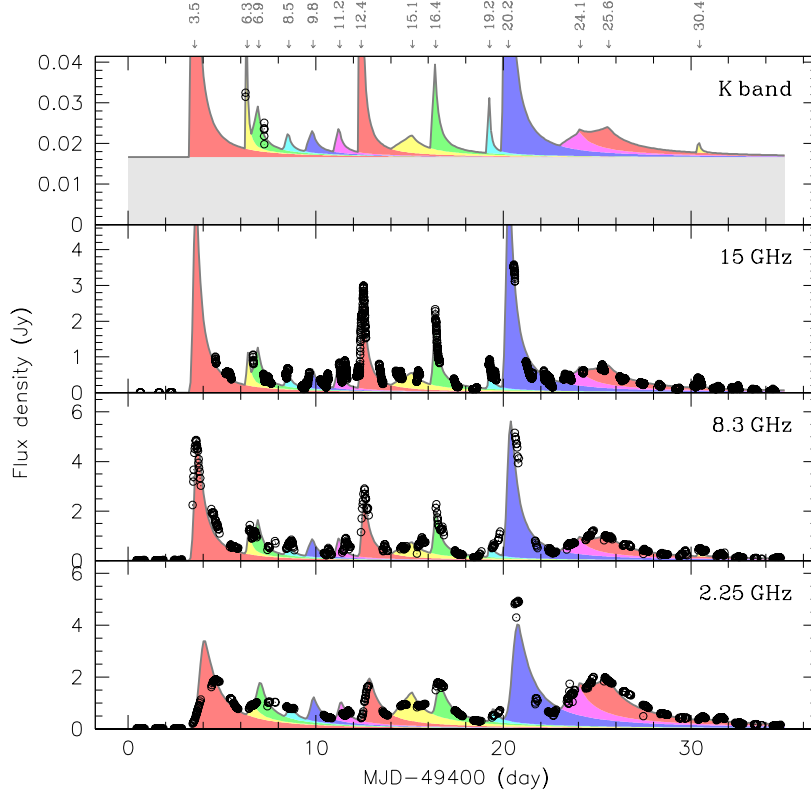 3.5 6.3 6.9 8.5 9.8 11.2 12.4 15.1 16.4 19.2 20.2 24.1 25.6 30.4
← ← ← ← ← ← ← ← ← ← ← ← ← ←
K band
0.04
0.03
0.02
0.01
0
15 GHz
4
3
2
1
0
8.3 GHz
6
4
2
0
2.25 GHz
6
4
2
0
Flux density (Jy)
0 10 20 30
MJD−49400 (day)